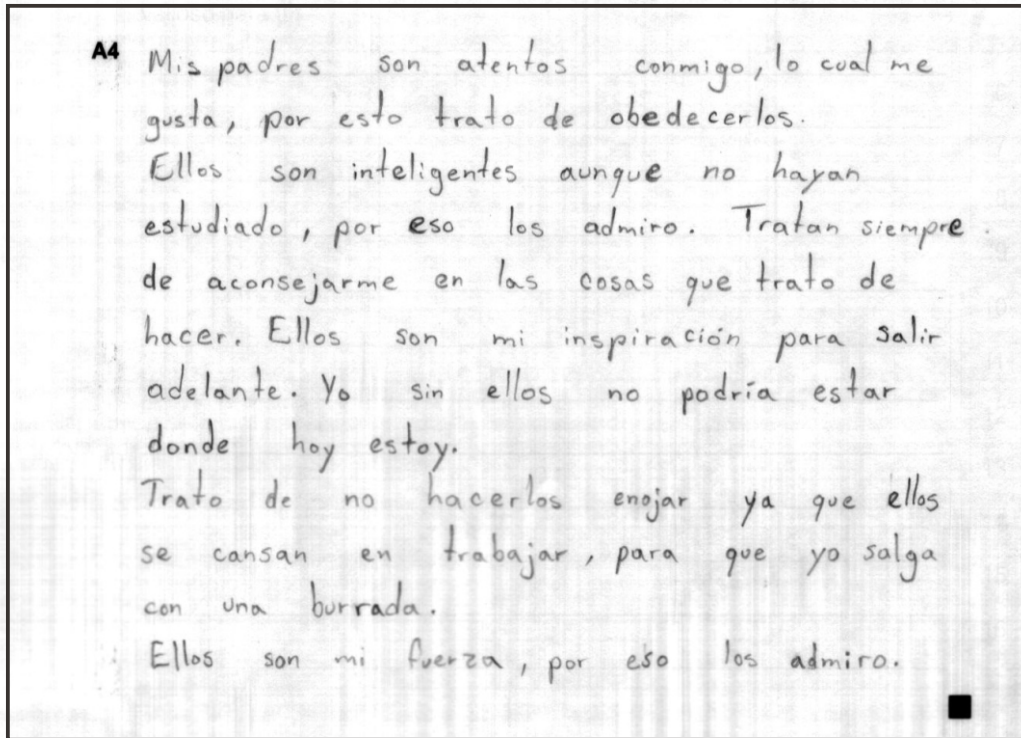 A4 Mis padres son atentos conmigo, lo cual me
gusta, por esto trato de obedecerlos.
Ellos son inteligentes aunque no hayan
estudiado, por eso los admiro. Tratan siempre
de aconsejarme en las cosas que trato de
hacer. Ellos son mi inspiración para salir
adelante. Yo sin ellos no podría estar
donde hoy estoy.
Trato de no hacerlos enojar ya que ellos
se cansan en trabajar, para que yo salga
con una burrada.
Ellos son mi fuerza, por eso los admiro.